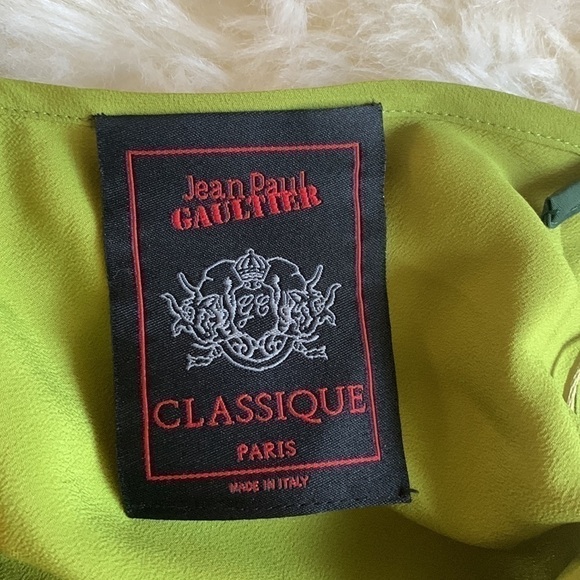 Jean Paul
GAULTIER
CLASSIQUE
PARIS
MADE IN ITALY